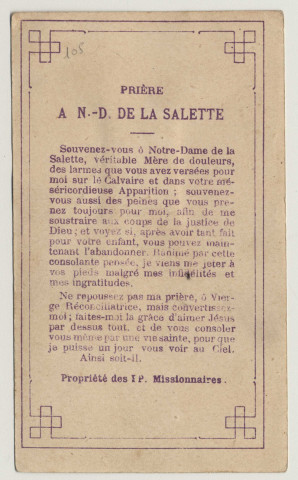 105
PRIÈRE
A N.-D. DE LA SALETTE
Souvenez-vous ô Notre-Dame de la
Salette, véritable Mère de douleurs,
des larmes que vous avez versées pour
moi sur le Calvaire et dans votre mi-
séricordieuse Apparition ; souvenez-
vous aussi des peines que vous pre-
nez toujours pour moi, afin de me
soustraire aux coups de la justice de
Dieu ; et voyez si, après avoir tant fait
pour votre enfant, vous pouvez main-
tenant l'abandonner. Ranimé par cette
consolante pensée, je viens me jeter à
vos pieds malgré mes infidélités et
mes ingratitudes.
Ne repoussez pas ma prière, ô Vier-
ge Réconciliatrice, mais convertissez-
moi ; faites-moi la grâce d'aimer Jésus
par dessus tout, et de vous consoler
vous même par une vie sainte, pour que
je puisse un jour vous voir au Ciel.
Ainsi soit-il.
Propriété des PP. Missionnaires.